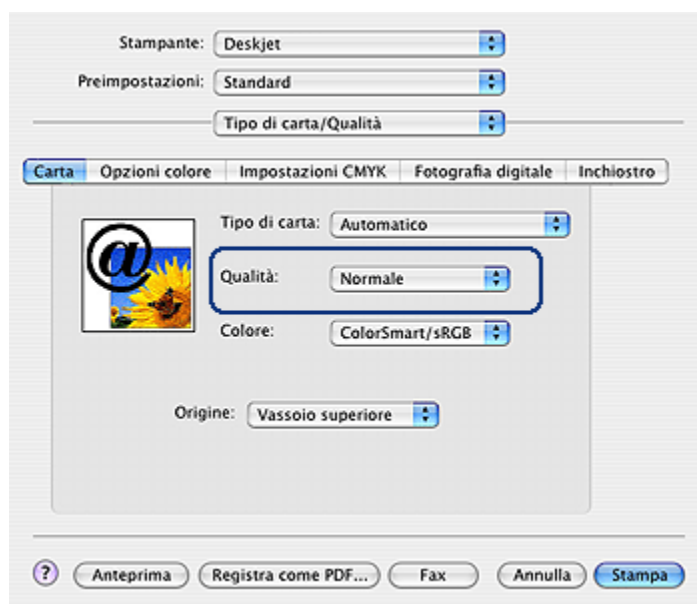 Stampante: Deskjet
Preimpostazioni: Standard
Tipo di carta/Qualità
Carta Opzioni colore Impostazioni CMYK Fotografia digitale Inchiostro
@ Tipo di carta: Automatico
Qualità: Normale
Colore: ColorSmart/sRGB
Origine: Vassoio superiore
? Anteprima Registra come PDF... Fax Annulla Stampa